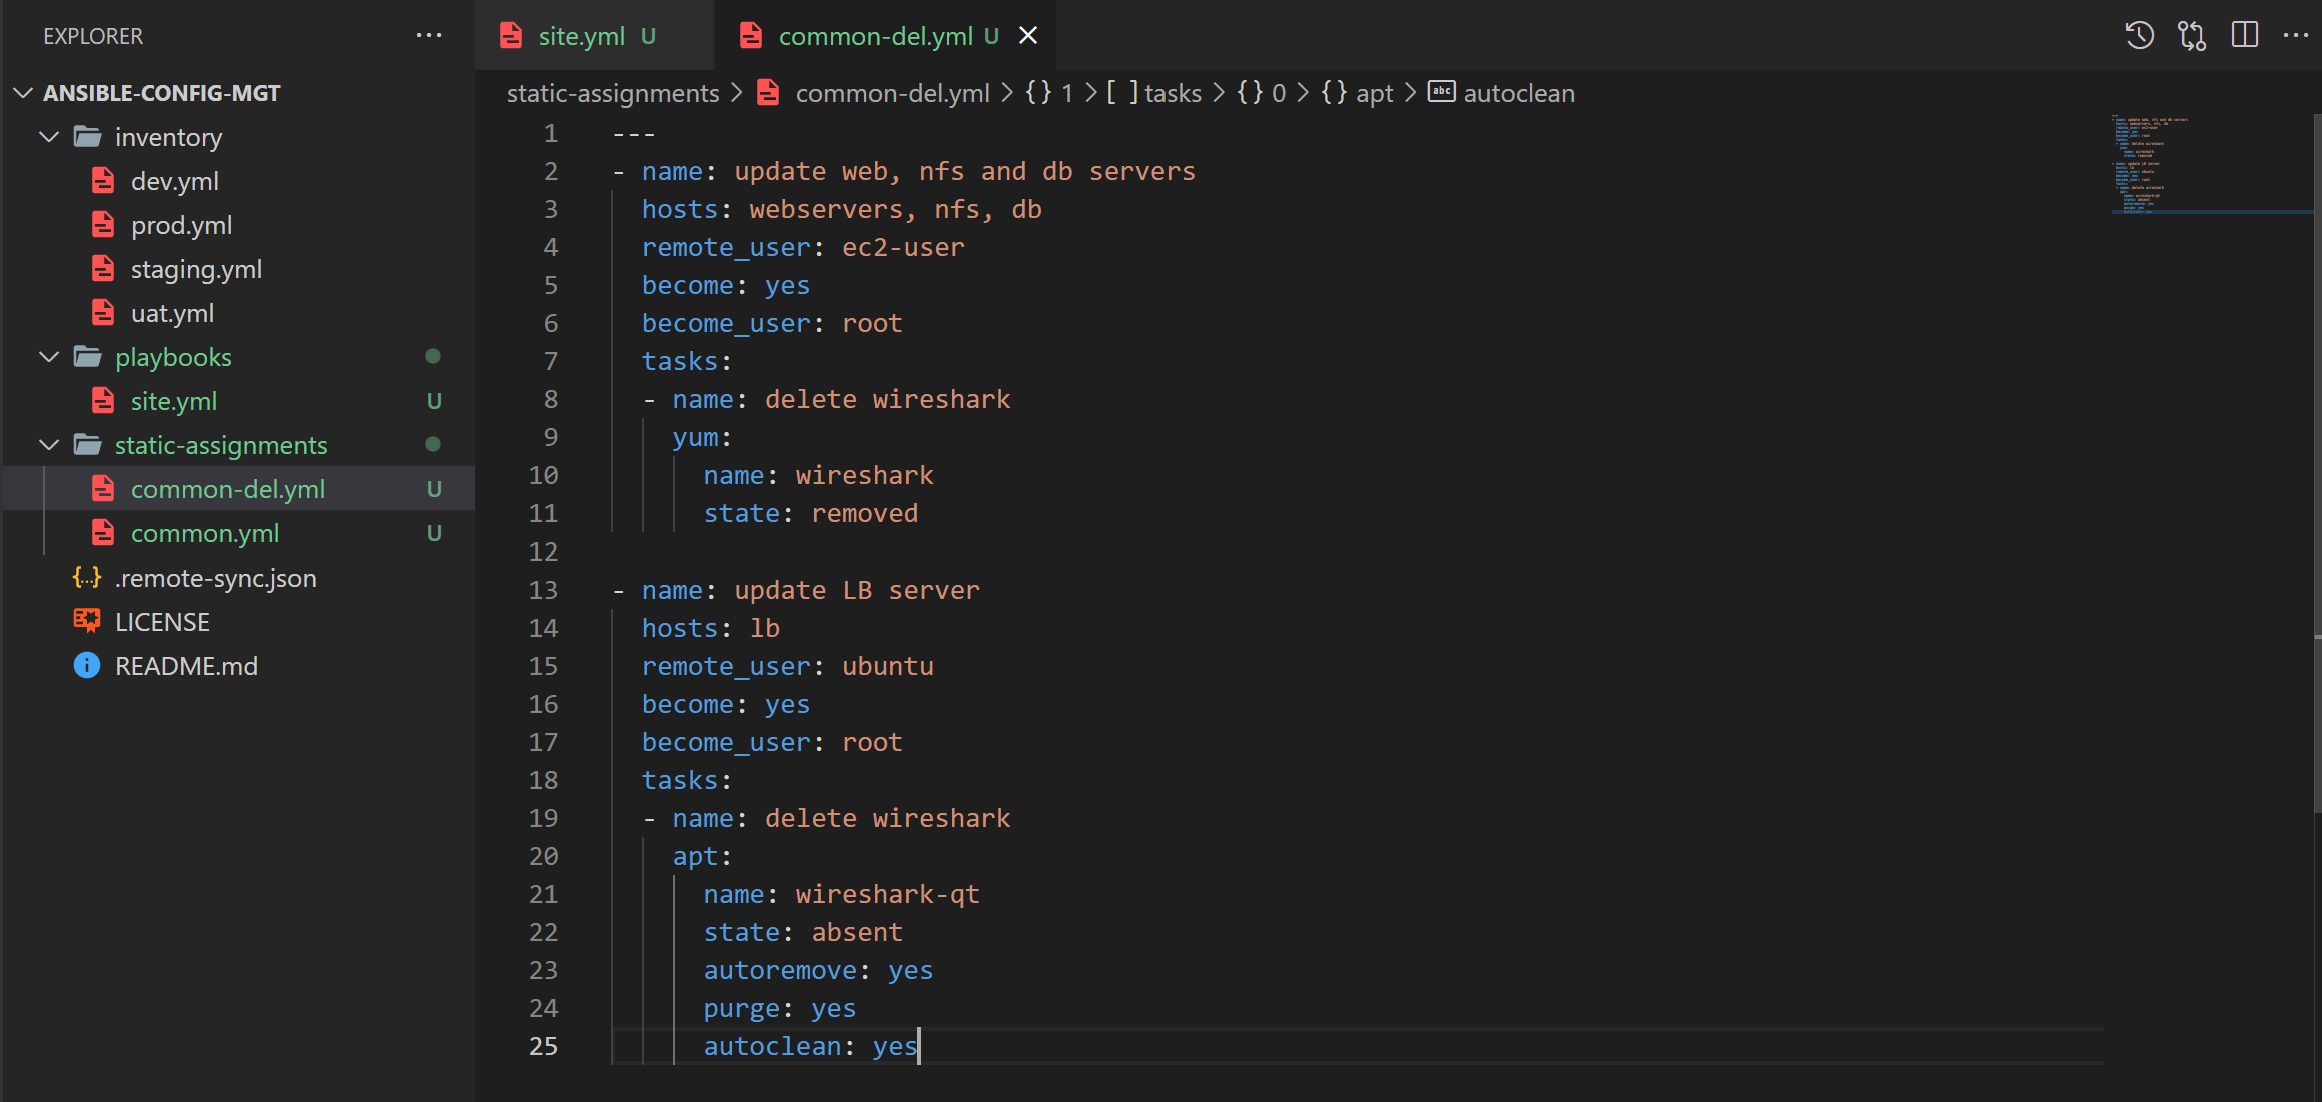 EXPLORER ···
ANSIBLE-CONFIG-MGT
inventory
dev.yml
prod.yml
staging.yml
uat.yml
playbooks
site.yml U
static-assignments
common-del.yml U
common.yml U
{..} .remote-sync.json
LICENSE
i README.md
site.yml U common-del.yml U ×
static-assignments > common-del.yml > {} 1 > [ ] tasks > {} 0 > {} apt > abc autoclean
1 ---
2 - name: update web, nfs and db servers
3 hosts: webservers, nfs, db
4 remote_user: ec2-user
5 become: yes
6 become_user: root
7 tasks:
8 - name: delete wireshark
9 yum:
10 name: wireshark
11 state: removed
12
13 - name: update LB server
14 hosts: lb
15 remote_user: ubuntu
16 become: yes
17 become_user: root
18 tasks:
19 - name: delete wireshark
20 apt:
21 name: wireshark-qt
22 state: absent
23 autoremove: yes
24 purge: yes
25 autoclean: yes